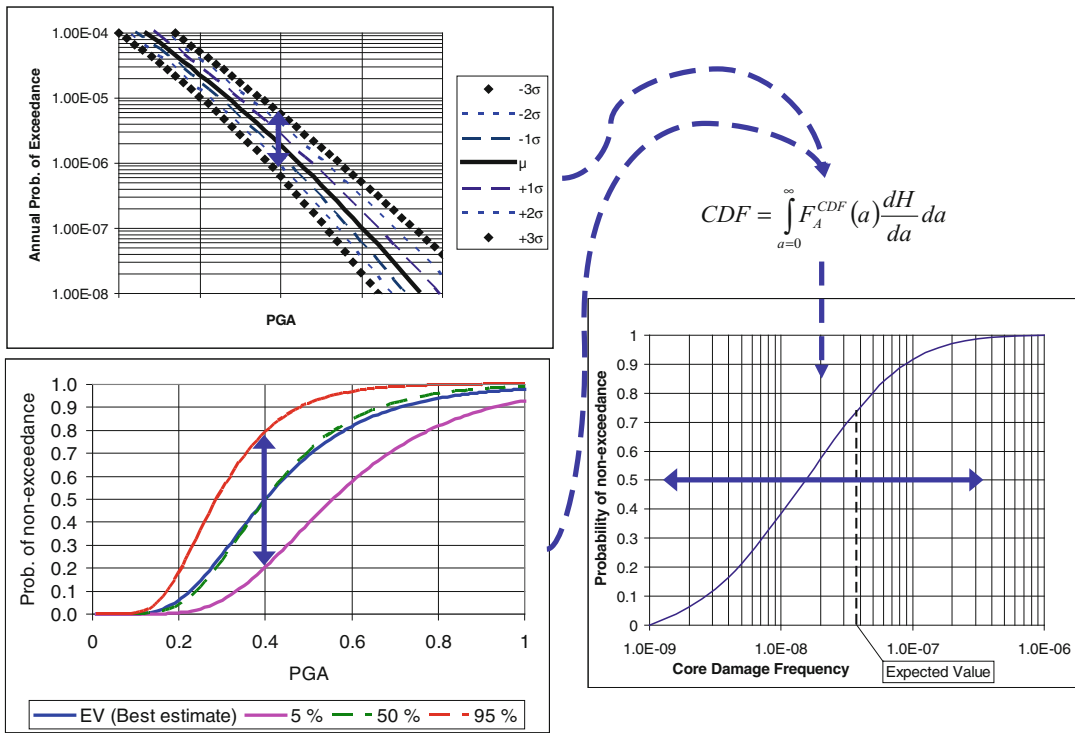 1.00E-04
1.00E-05
1.00E-06
1.00E-07
1.00E-08
Annual Prob. of Exceedance
PGA
-3σ
-2σ
-1σ
μ
+1σ
+2σ
+3σ
CDF = ∫_{a=0}^{∞} F_A^{CDF}(a) dH/da da
1.0
0.9
0.8
0.7
0.6
0.5
0.4
0.3
0.2
0.1
0.0
Prob. of non-exceedance
0 0.2 0.4 0.6 0.8 1
PGA
EV (Best estimate) 5 % 50 % 95 %
1
0.9
0.8
0.7
0.6
0.5
0.4
0.3
0.2
0.1
0
Probability of non-exceedance
1.0E-09 1.0E-08 1.0E-07 1.0E-06
Core Damage Frequency
Expected Value